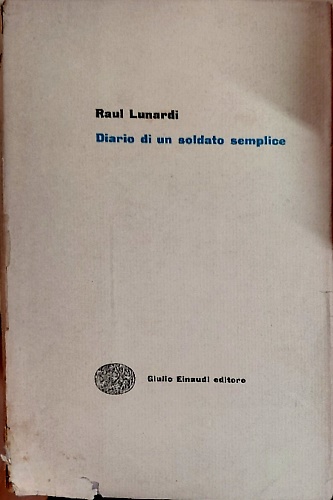 Raul Lunardi
Diario di un soldato semplice
Giulio Einaudi editore